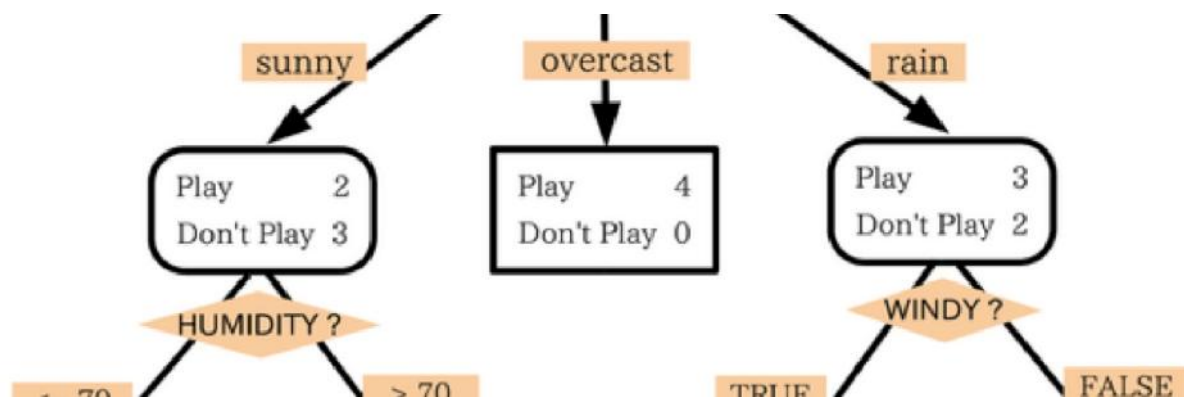 sunny
overcast
rain
Play 2
Don't Play 3
Play 4
Don't Play 0
Play 3
Don't Play 2
HUMIDITY ?
WINDY ?
> 70
TRUE
FALSE